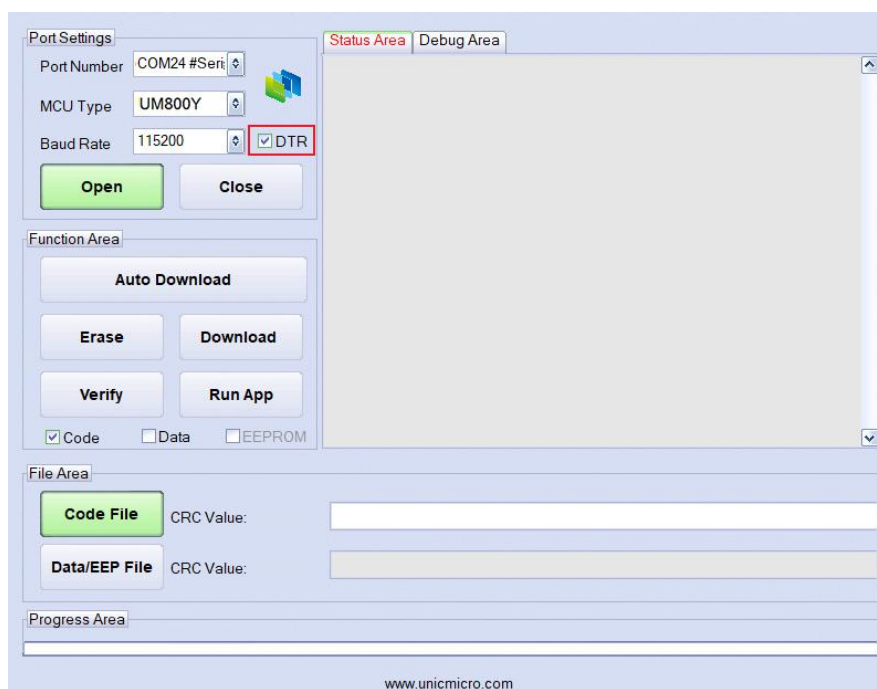 Port Settings
Port Number COM24 #Seri
MCU Type UM800Y
Baud Rate 115200 DTR
Open Close
Function Area
Auto Download
Erase Download
Verify Run App
Code Data EEPROM
Status Area Debug Area
File Area
Code File CRC Value:
Data/EEP File CRC Value:
Progress Area
www.unicmicro.com